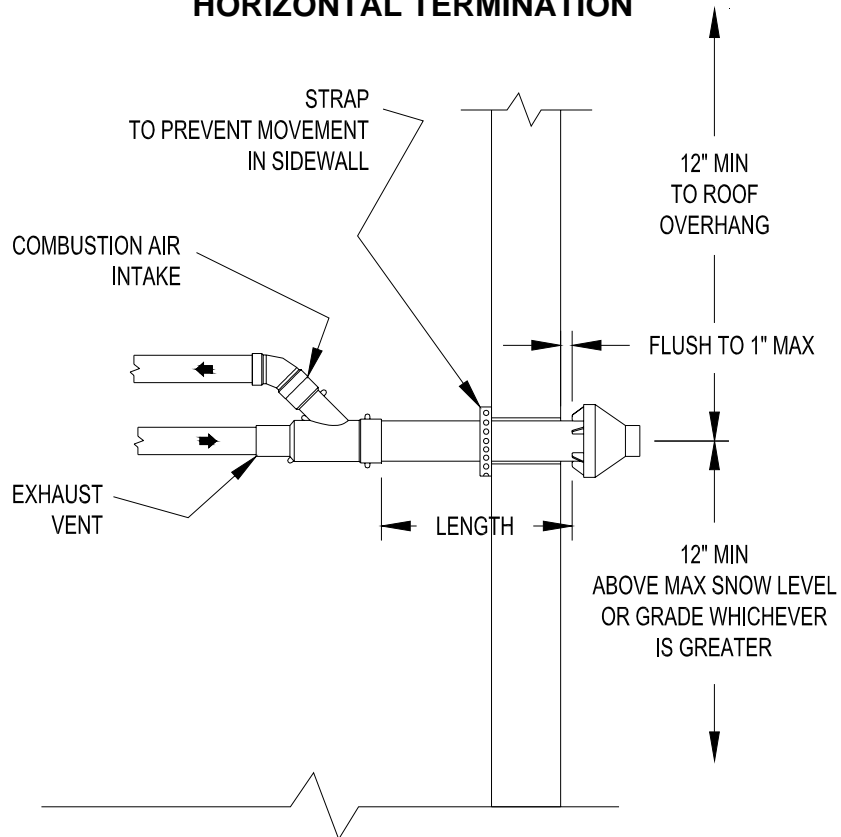 HORIZONTAL TERMINATION
STRAP
TO PREVENT MOVEMENT
IN SIDEWALL
12" MIN
TO ROOF
OVERHANG
COMBUSTION AIR
INTAKE
FLUSH TO 1" MAX
EXHAUST
VENT
LENGTH
12" MIN
ABOVE MAX SNOW LEVEL
OR GRADE WHICHEVER
IS GREATER